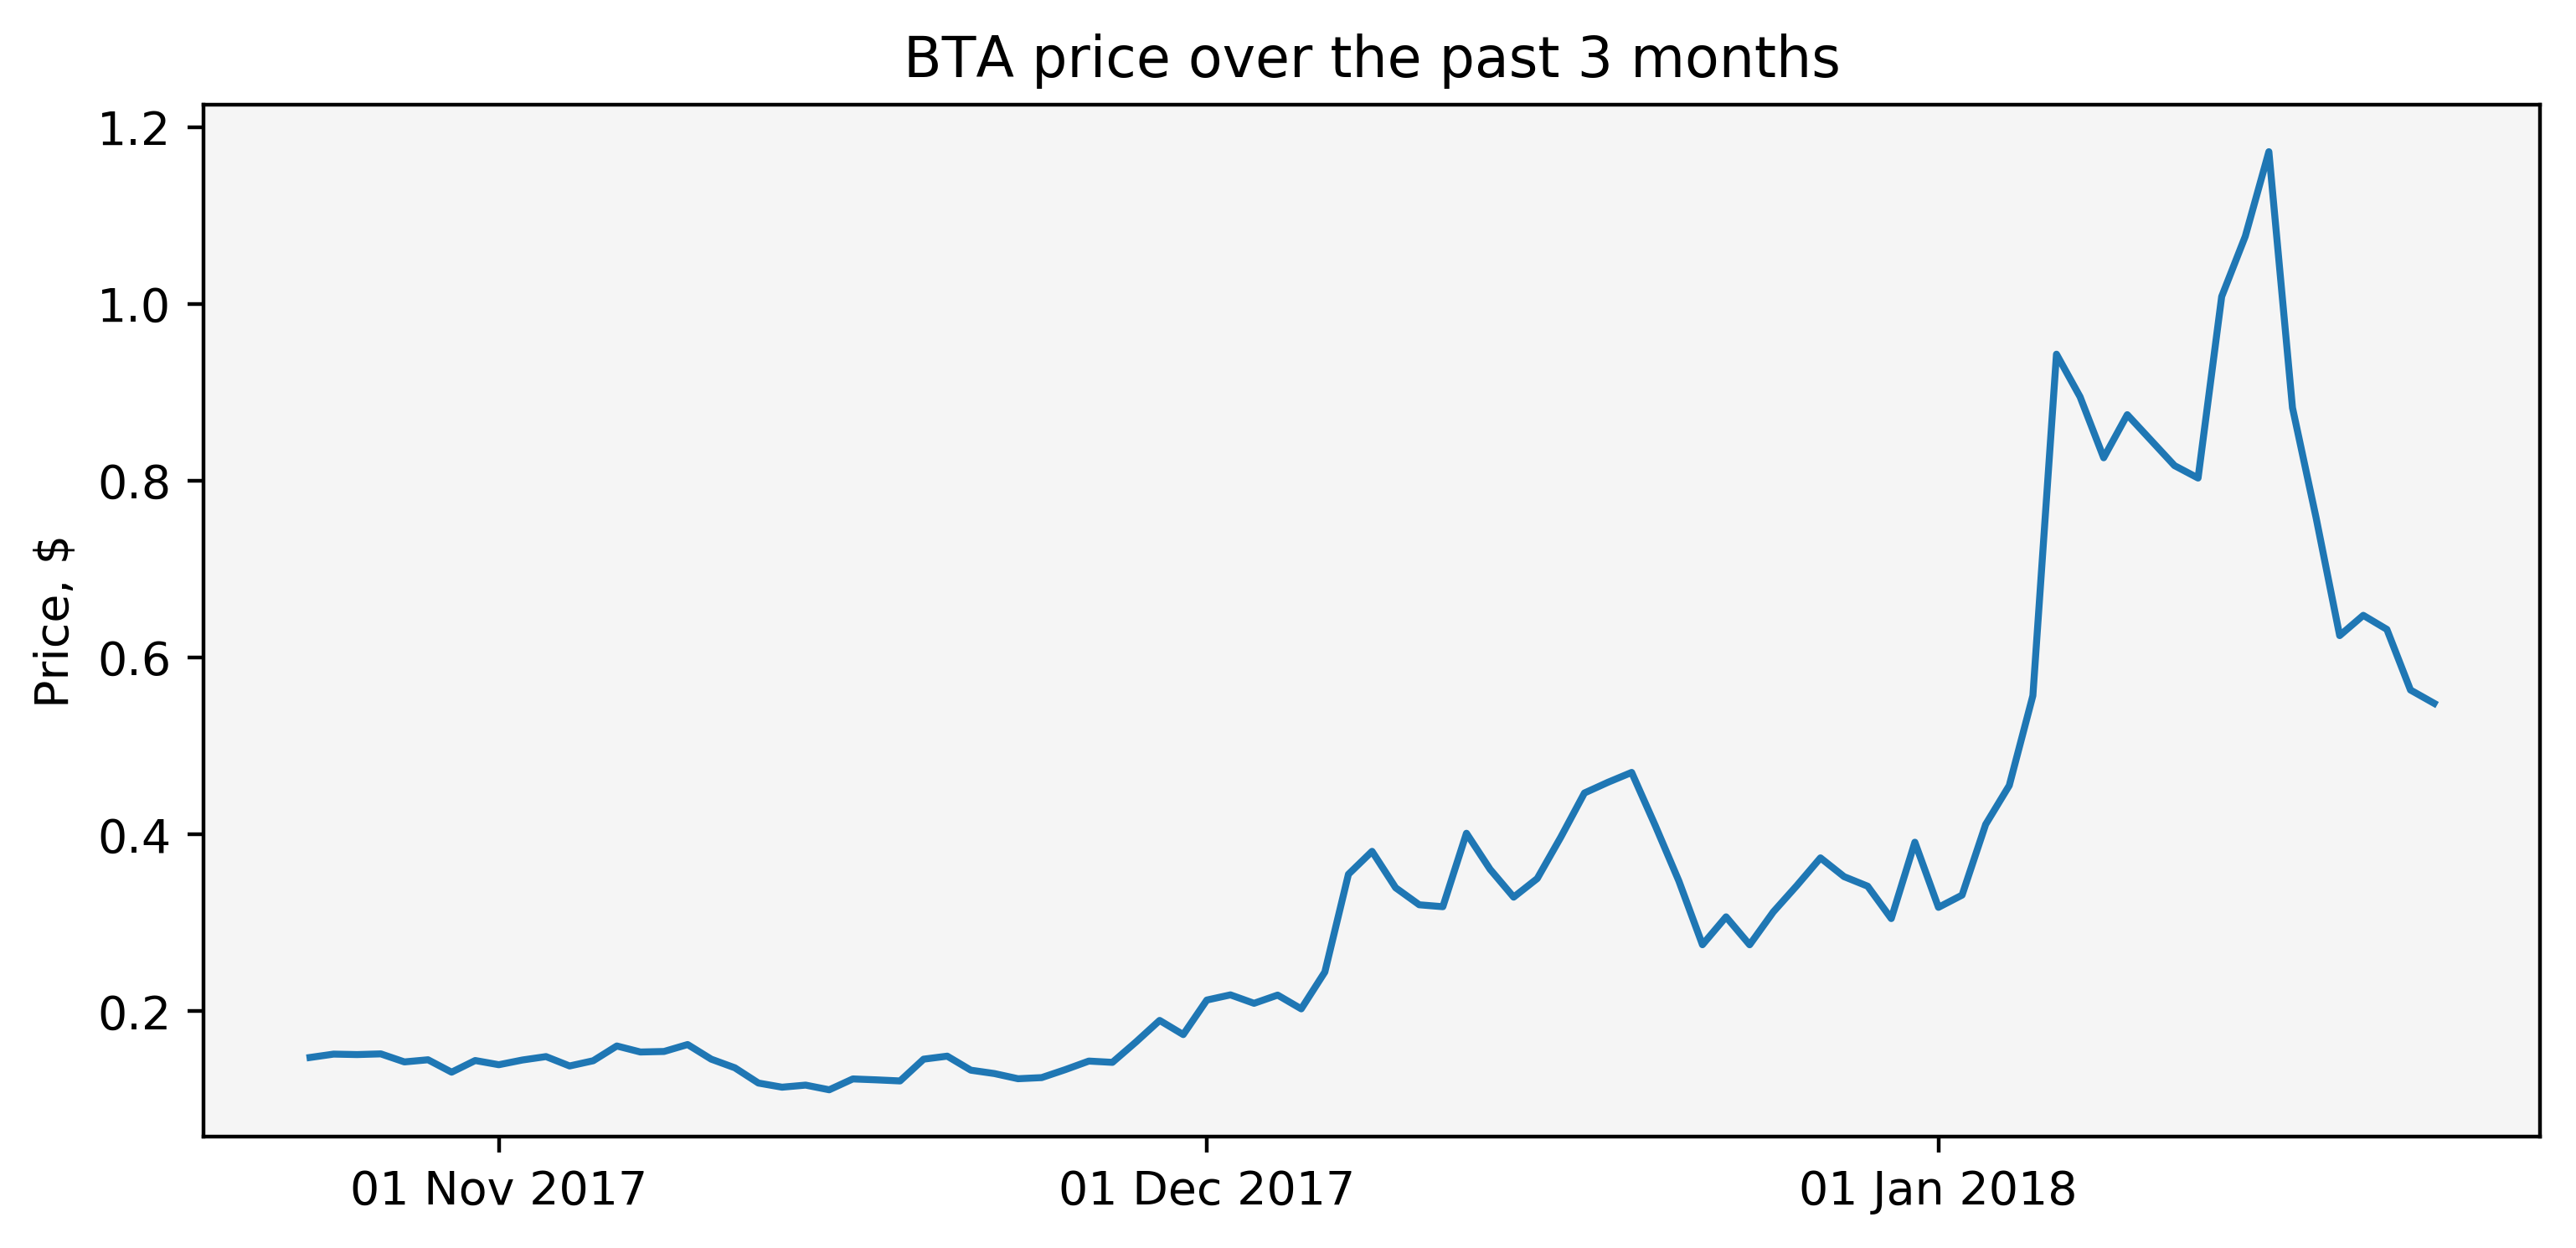 BTA price over the past 3 months
1.2
1.0
0.8
0.6
0.4
0.2
Price, $
01 Nov 2017
01 Dec 2017
01 Jan 2018